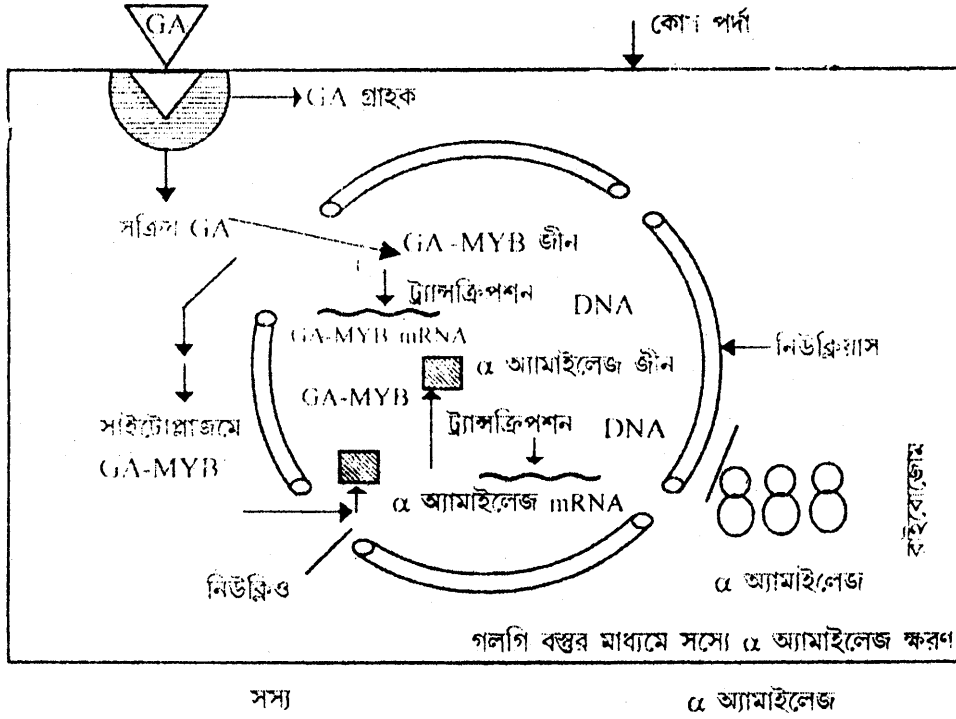 GA
কোষ পর্দা
GA গ্রাহক
সক্রিয় GA
GA-MYB জীন
ট্র্যান্সক্রিপশন
DNA
GA-MYB mRNA
নিউক্লিয়াস
α অ্যামাইলেজ জীন
GA-MYB
ট্র্যান্সক্রিপশন
DNA
সাইটোপ্লাজমে
GA-MYB
α অ্যামাইলেজ mRNA
রাইবোজোম
নিউক্লিও
α অ্যামাইলেজ
গলগি বস্তুর মাধ্যমে সস্যে α অ্যামাইলেজ ক্ষরণ
সস্য
α অ্যামাইলেজ